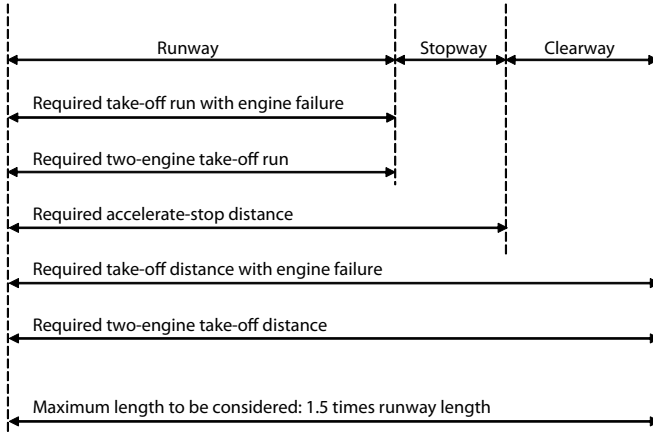 Runway Stopway Clearway
Required take-off run with engine failure
Required two-engine take-off run
Required accelerate-stop distance
Required take-off distance with engine failure
Required two-engine take-off distance
Maximum length to be considered: 1.5 times runway length